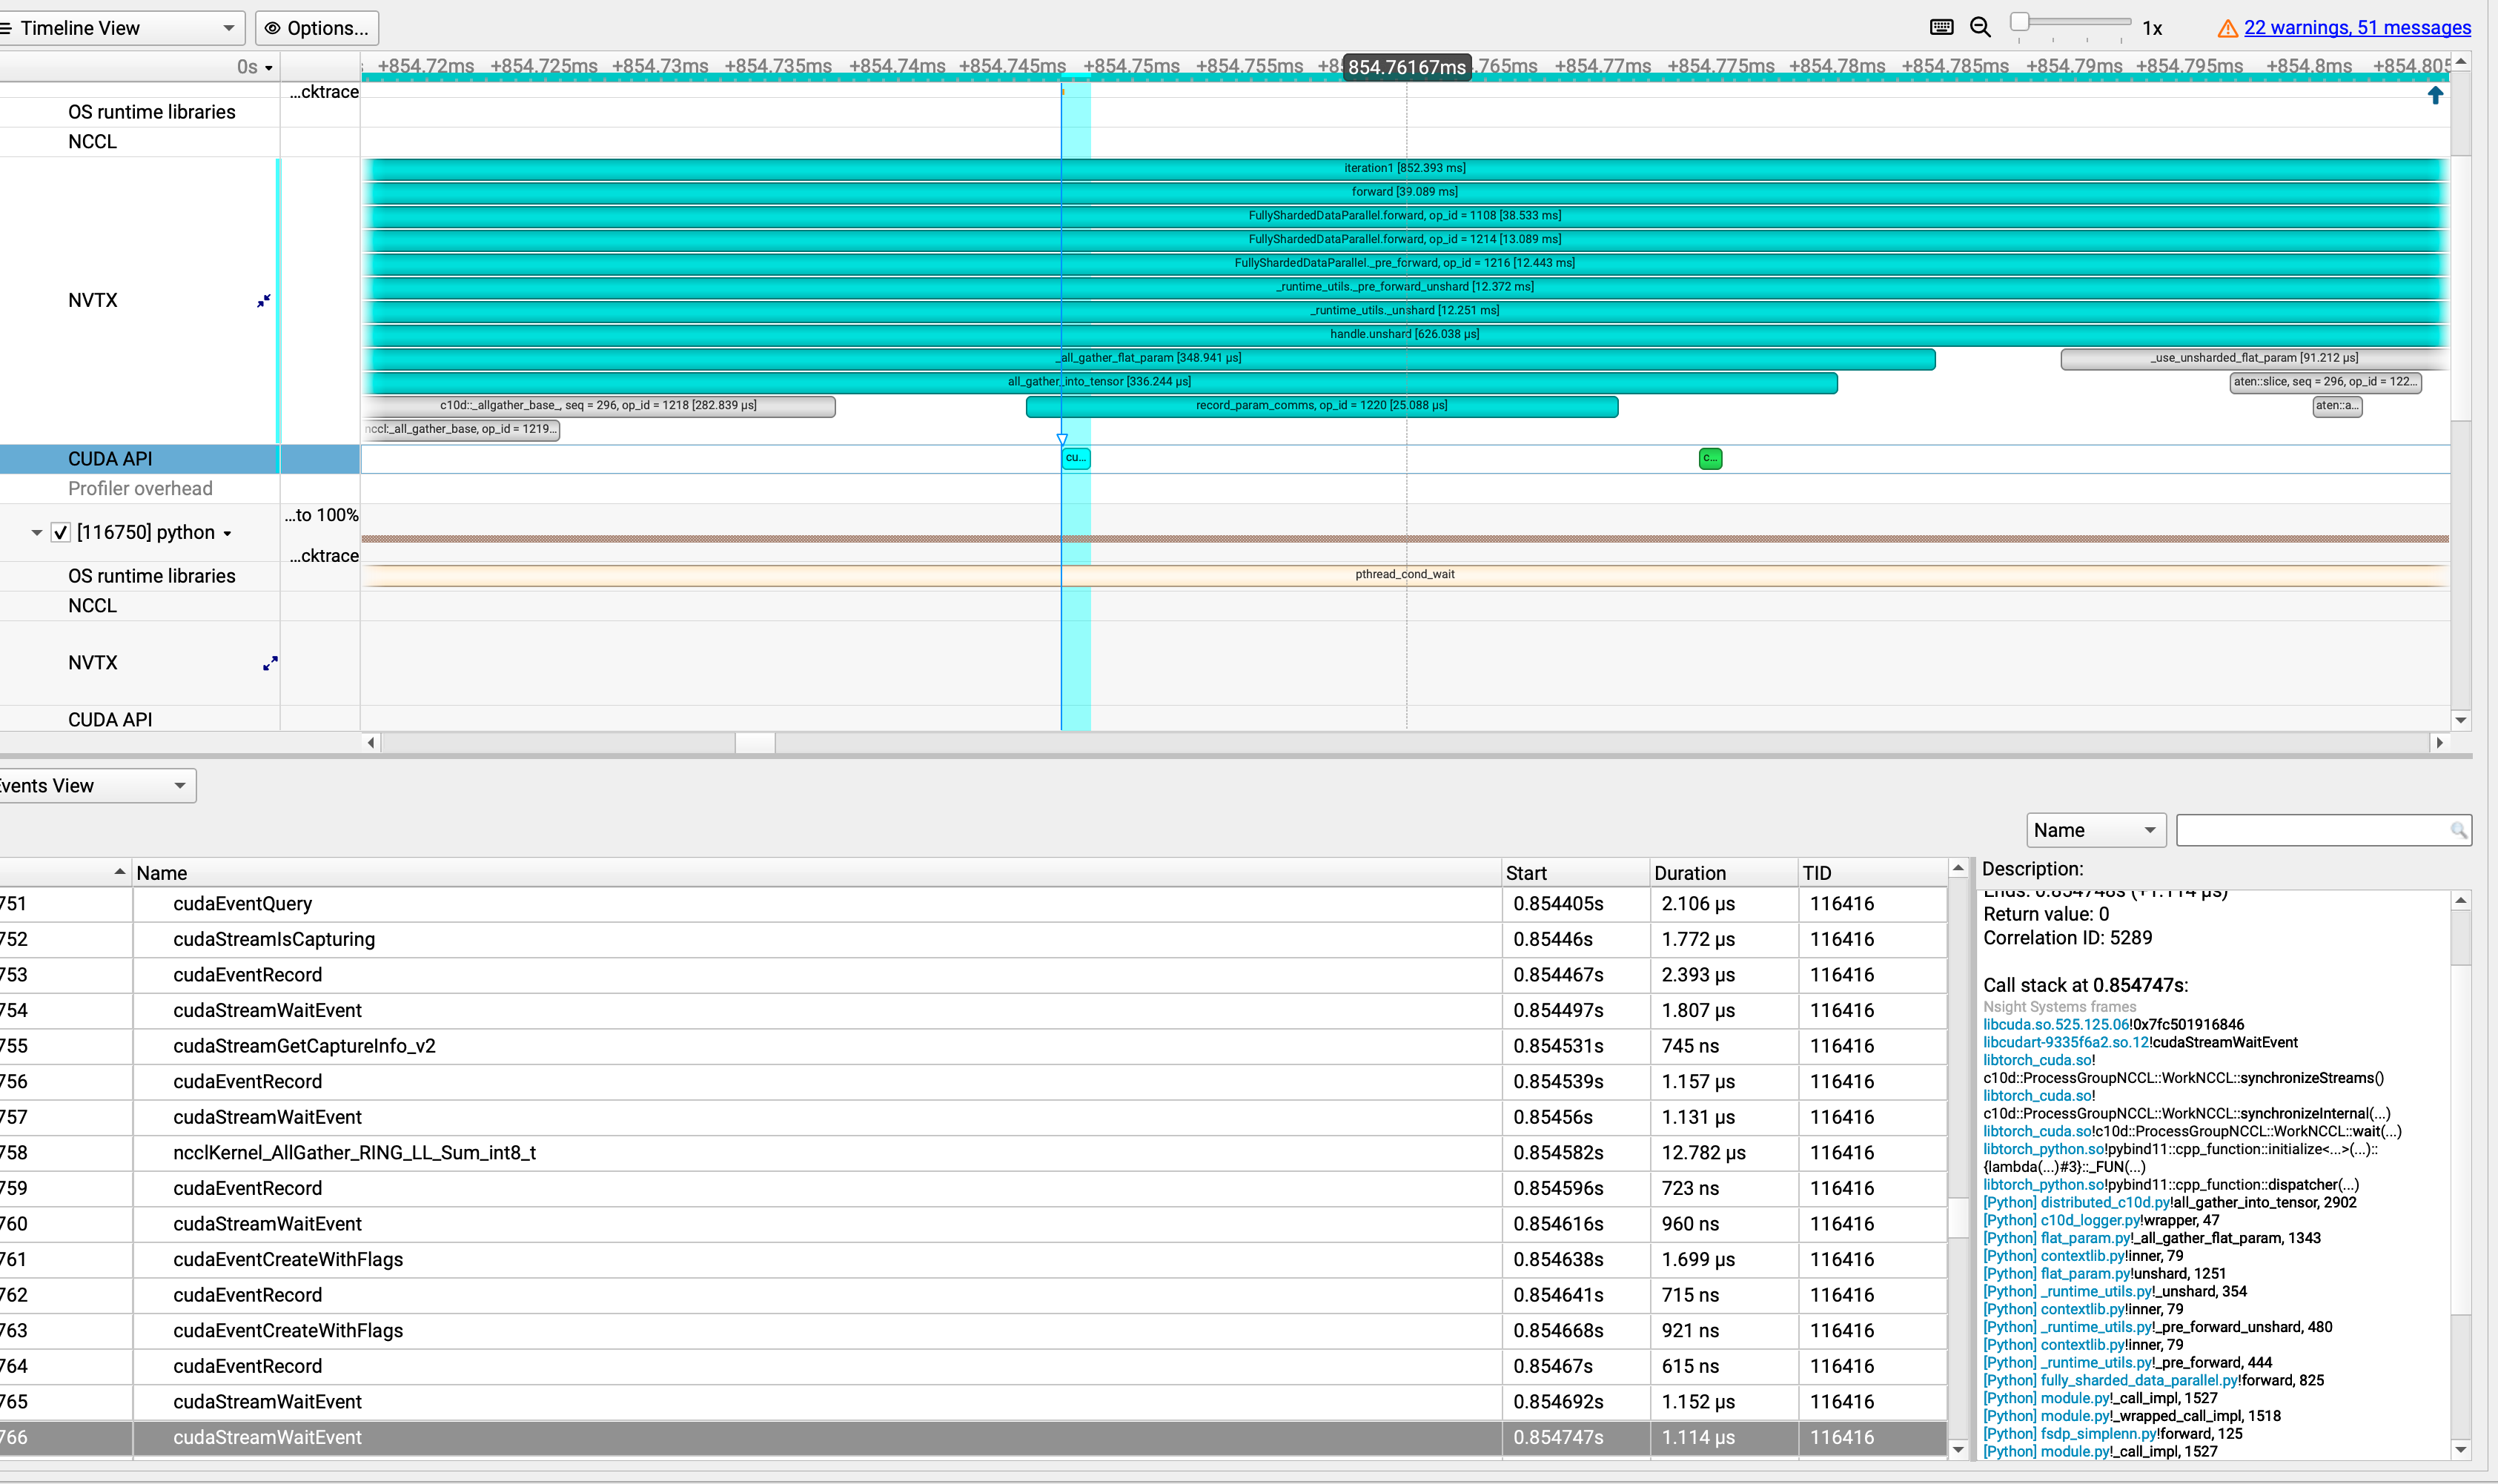 Timeline View
Options...
1x
22 warnings, 51 messages
0s
+854.72ms +854.725ms +854.73ms +854.735ms +854.74ms +854.745ms +854.75ms +854.755ms 854.76167ms .765ms +854.77ms +854.775ms +854.78ms +854.785ms +854.79ms +854.795ms +854.8ms +854.805
...cktrace
OS runtime libraries
NCCL
NVTX
iteration1 [852.393 ms]
forward [39.089 ms]
FullyShardedDataParallel.forward, op_id = 1108 [38.533 ms]
FullyShardedDataParallel.forward, op_id = 1214 [13.089 ms]
FullyShardedDataParallel._pre_forward, op_id = 1216 [12.443 ms]
_runtime_utils._pre_forward_unshard [12.372 ms]
_runtime_utils._unshard [12.251 ms]
handle.unshard [626.038 µs]
_all_gather_flat_param [348.941 µs] _use_unsharded_flat_param [91.212 µs]
all_gather_into_tensor [336.244 µs] aten::slice, seq = 296, op_id = 122...
c10d::_allgather_base_, seq = 296, op_id = 1218 [282.839 µs] record_param_comms, op_id = 1220 [25.088 µs] aten::a...
nccl:_all_gather_base, op_id = 1219...
CUDA API
cu... c...
Profiler overhead
...to 100%
[116750] python
...cktrace
OS runtime libraries
pthread_cond_wait
NCCL
NVTX
CUDA API
Events View
Name
Name Start Duration TID
751 cudaEventQuery 0.854405s 2.106 µs 116416
752 cudaStreamIsCapturing 0.85446s 1.772 µs 116416
753 cudaEventRecord 0.854467s 2.393 µs 116416
754 cudaStreamWaitEvent 0.854497s 1.807 µs 116416
755 cudaStreamGetCaptureInfo_v2 0.854531s 745 ns 116416
756 cudaEventRecord 0.854539s 1.157 µs 116416
757 cudaStreamWaitEvent 0.85456s 1.131 µs 116416
758 ncclKernel_AllGather_RING_LL_Sum_int8_t 0.854582s 12.782 µs 116416
759 cudaEventRecord 0.854596s 723 ns 116416
760 cudaStreamWaitEvent 0.854616s 960 ns 116416
761 cudaEventCreateWithFlags 0.854638s 1.699 µs 116416
762 cudaEventRecord 0.854641s 715 ns 116416
763 cudaEventCreateWithFlags 0.854668s 921 ns 116416
764 cudaEventRecord 0.85467s 615 ns 116416
765 cudaStreamWaitEvent 0.854692s 1.152 µs 116416
766 cudaStreamWaitEvent 0.854747s 1.114 µs 116416
Description:
Ends: 0.854748s (+1.114 µs)
Return value: 0
Correlation ID: 5289
Call stack at 0.854747s:
Nsight Systems frames
libcuda.so.525.125.06!0x7fc501916846
libcudart-9335f6a2.so.12!cudaStreamWaitEvent
libtorch_cuda.so!
c10d::ProcessGroupNCCL::WorkNCCL::synchronizeStreams()
libtorch_cuda.so!
c10d::ProcessGroupNCCL::WorkNCCL::synchronizeInternal(...)
libtorch_cuda.so!c10d::ProcessGroupNCCL::WorkNCCL::wait(...)
libtorch_python.so!pybind11::cpp_function::initialize<...>(...)::
{lambda(...)#3}::_FUN(...)
libtorch_python.so!pybind11::cpp_function::dispatcher(...)
[Python] distributed_c10d.py!all_gather_into_tensor, 2902
[Python] c10d_logger.py!wrapper, 47
[Python] flat_param.py!_all_gather_flat_param, 1343
[Python] contextlib.py!inner, 79
[Python] flat_param.py!unshard, 1251
[Python] _runtime_utils.py!_unshard, 354
[Python] contextlib.py!inner, 79
[Python] _runtime_utils.py!_pre_forward_unshard, 480
[Python] contextlib.py!inner, 79
[Python] _runtime_utils.py!_pre_forward, 444
[Python] fully_sharded_data_parallel.py!forward, 825
[Python] module.py!_call_impl, 1527
[Python] module.py!_wrapped_call_impl, 1518
[Python] fsdp_simplenn.py!forward, 125
[Python] module.py!_call_impl, 1527